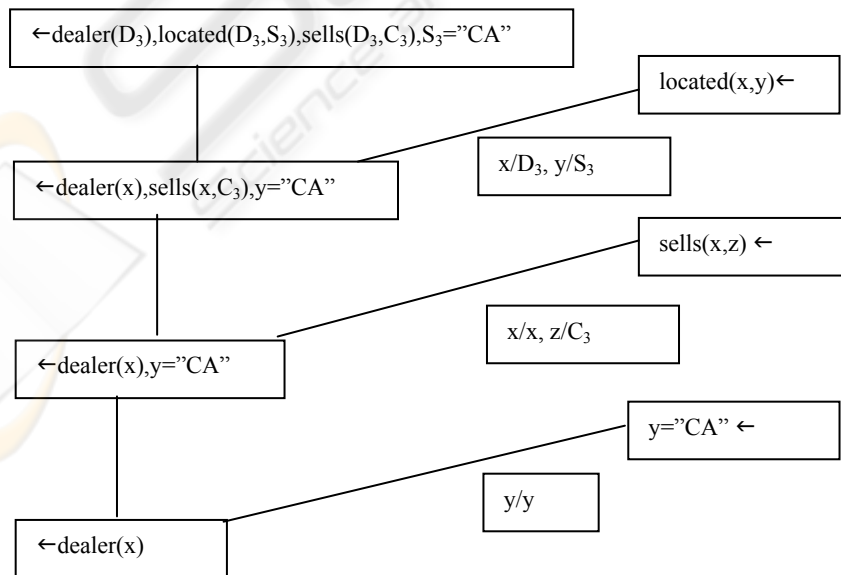 ←dealer(D₃),located(D₃,S₃),sells(D₃,C₃),S₃=”CA”
located(x,y)←
x/D₃, y/S₃
←dealer(x),sells(x,C₃),y=”CA”
sells(x,z) ←
x/x, z/C₃
←dealer(x),y=”CA”
y=”CA” ←
y/y
←dealer(x)
Science